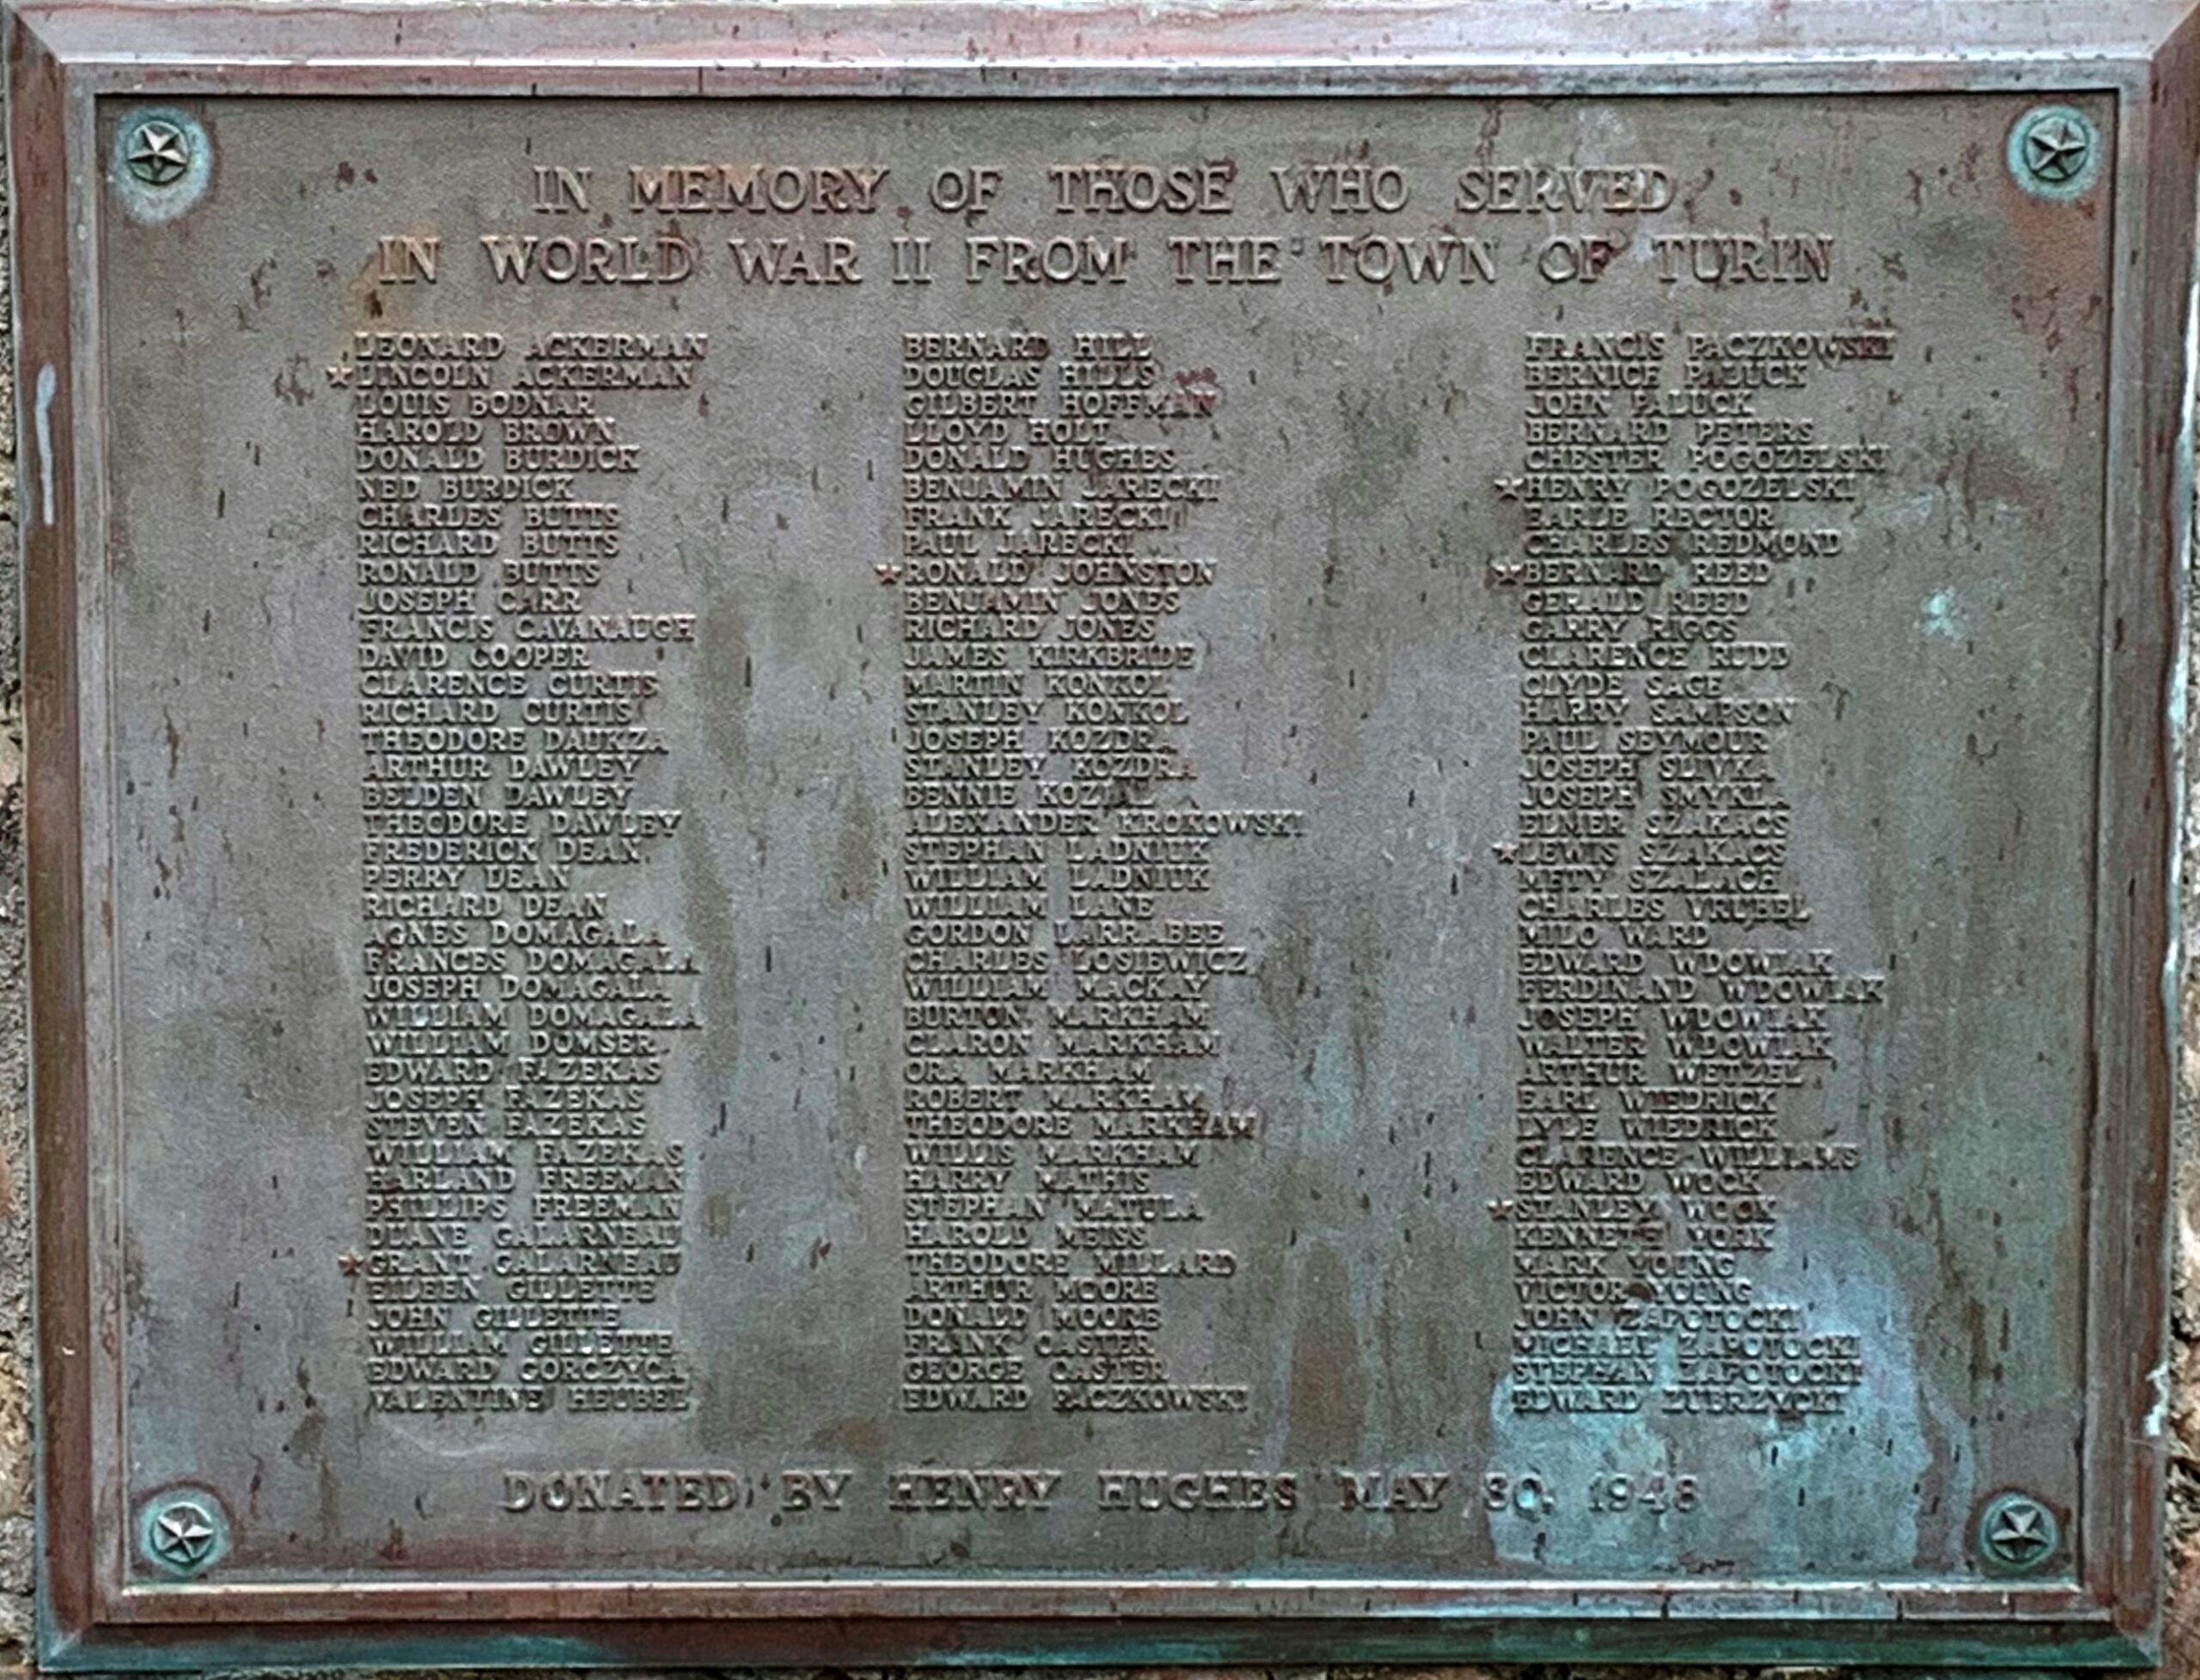 IN MEMORY OF THOSE WHO SERVED
IN WORLD WAR II FROM THE TOWN OF TURIN
LEONARD ACKERMAN
★LINCOLN ACKERMAN
LOUIS BODNAR
HAROLD BROWN
DONALD BURDICK
NED BURDICK
CHARLES BUTTS
RICHARD BUTTS
RONALD BUTTS
JOSEPH CARR
FRANCIS CAVANAUGH
DAVID COOPER
CLARENCE CURTIS
RICHARD CURTIS
THEODORE DAUKZA
ARTHUR DAWLEY
BELDEN DAWLEY
THEODORE DAWLEY
FREDERICK DEAN
PERRY DEAN
RICHARD DEAN
AGNES DOMAGALA
FRANCES DOMAGALA
JOSEPH DOMAGALA
WILLIAM DOMAGALA
WILLIAM DOMSER
EDWARD FAZEKAS
JOSEPH FAZEKAS
STEVEN FAZEKAS
WILLIAM FAZEKAS
HARLAND FREEMAN
PHILLIPS FREEMAN
DUANE GALARNEAU
★GRANT GALARNEAU
EILEEN GILLETTE
JOHN GILLETTE
WILLIAM GILLETTE
EDWARD GORCZYCA
VALENTINE HEUBEL
BERNARD HILL
DOUGLAS HILLS
GILBERT HOFFMAN
LLOYD HOLT
DONALD HUGHES
BENJAMIN JARECKI
FRANK JARECKI
PAUL JARECKI
★RONALD JOHNSTON
BENJAMIN JONES
RICHARD JONES
JAMES KIRKBRIDE
MARTIN KONKOL
STANLEY KONKOL
JOSEPH KOZDRA
STANLEY KOZDRA
BENNIE KOZIAL
ALEXANDER KROKOWSKI
STEPHAN LADNIUK
WILLIAM LADNIUK
WILLIAM LANE
GORDON LARRABEE
CHARLES LOSIEWICZ
WILLIAM MACKAY
BURTON MARKHAM
CLARON MARKHAM
ORA MARKHAM
ROBERT MARKHAM
THEODORE MARKHAM
WILLIS MARKHAM
HARRY MATHIS
STEPHAN MATULA
HAROLD MEISS
THEODORE MILLARD
ARTHUR MOORE
DONALD MOORE
FRANK OASTER
GEORGE OASTER
EDWARD PACZKOWSKI
FRANCIS PACZKOWSKI
BERNICE PALUCK
JOHN PALUCK
BERNARD PETERS
CHESTER POGOZELSKI
★HENRY POGOZELSKI
EARLE RECTOR
CHARLES REDMOND
★BERNARD REED
GERALD REED
GARRY RIGGS
CLARENCE RUDD
CLYDE SAGE
HARRY SAMPSON
PAUL SEYMOUR
JOSEPH SLIVKA
JOSEPH SMYKLA
ELMER SZAKACS
★LEWIS SZAKACS
METY SZALACH
CHARLES VRUBEL
MILO WARD
EDWARD WDOWIAK
FERDINAND WDOWIAK
JOSEPH WDOWIAK
WALTER WDOWIAK
ARTHUR WETZEL
EARL WIEDRICK
LYLE WIEDRICK
CLARENCE WILLIAMS
EDWARD WOCK
★STANLEY WOCK
KENNETH YORK
MARK YOUNG
VICTOR YOUNG
JOHN ZAPOTOCKI
MICHAEL ZAPOTOCKI
STEPHAN ZAPOTOCKI
EDWARD ZUBRZYCKI
DONATED BY HENRY HUGHES MAY 30, 1948